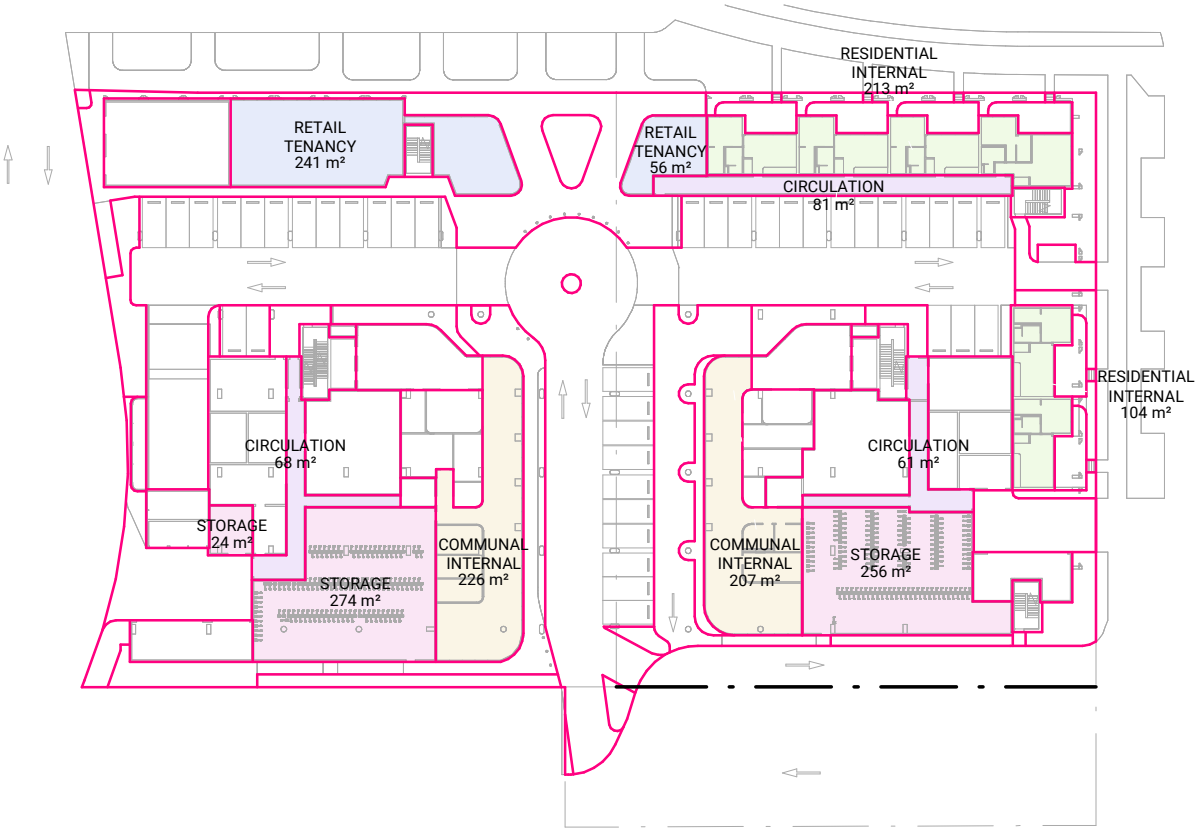 RESIDENTIAL
INTERNAL
213 m²
RETAIL
TENANCY
241 m²
RETAIL
TENANCY
56 m²
CIRCULATION
81 m²
RESIDENTIAL
INTERNAL
104 m²
CIRCULATION
68 m²
CIRCULATION
61 m²
STORAGE
24 m²
COMMUNAL
INTERNAL
226 m²
COMMUNAL
INTERNAL
207 m²
STORAGE
256 m²
STORAGE
274 m²